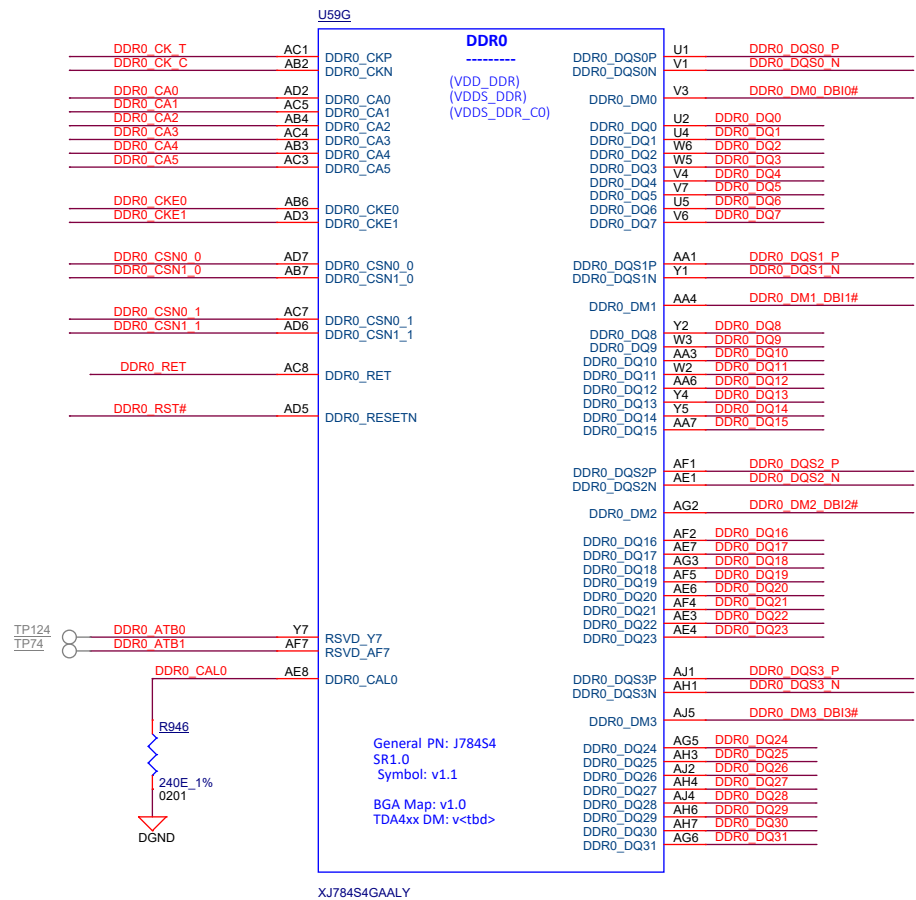 U59G
DDR0
---------
(VDD_DDR)
(VDDS_DDR)
(VDDS_DDR_C0)
DDR0_CK_T AC1 DDR0_CKP
DDR0_CK_C AB2 DDR0_CKN
DDR0_CA0 AD2 DDR0_CA0
DDR0_CA1 AC5 DDR0_CA1
DDR0_CA2 AB4 DDR0_CA2
DDR0_CA3 AC4 DDR0_CA3
DDR0_CA4 AB3 DDR0_CA4
DDR0_CA5 AC3 DDR0_CA5
DDR0_CKE0 AB6 DDR0_CKE0
DDR0_CKE1 AD3 DDR0_CKE1
DDR0_CSN0_0 AD7 DDR0_CSN0_0
DDR0_CSN1_0 AB7 DDR0_CSN1_0
DDR0_CSN0_1 AC7 DDR0_CSN0_1
DDR0_CSN1_1 AD6 DDR0_CSN1_1
DDR0_RET AC8 DDR0_RET
DDR0_RST# AD5 DDR0_RESETN
TP124 DDR0_ATB0 Y7 RSVD_Y7
TP74 DDR0_ATB1 AF7 RSVD_AF7
DDR0_CAL0 AE8 DDR0_CAL0
R946
240E_1%
0201
DGND
General PN: J784S4
SR1.0
Symbol: v1.1
BGA Map: v1.0
TDA4xx DM: v<tbd>
DDR0_DQS0P U1 DDR0_DQS0_P
DDR0_DQS0N V1 DDR0_DQS0_N
DDR0_DM0 V3 DDR0_DM0_DBI0#
DDR0_DQ0 U2 DDR0_DQ0
DDR0_DQ1 U4 DDR0_DQ1
DDR0_DQ2 W6 DDR0_DQ2
DDR0_DQ3 W5 DDR0_DQ3
DDR0_DQ4 V4 DDR0_DQ4
DDR0_DQ5 V7 DDR0_DQ5
DDR0_DQ6 U5 DDR0_DQ6
DDR0_DQ7 V6 DDR0_DQ7
DDR0_DQS1P AA1 DDR0_DQS1_P
DDR0_DQS1N Y1 DDR0_DQS1_N
DDR0_DM1 AA4 DDR0_DM1_DBI1#
DDR0_DQ8 Y2 DDR0_DQ8
DDR0_DQ9 W3 DDR0_DQ9
DDR0_DQ10 AA3 DDR0_DQ10
DDR0_DQ11 W2 DDR0_DQ11
DDR0_DQ12 AA6 DDR0_DQ12
DDR0_DQ13 Y4 DDR0_DQ13
DDR0_DQ14 Y5 DDR0_DQ14
DDR0_DQ15 AA7 DDR0_DQ15
DDR0_DQS2P AF1 DDR0_DQS2_P
DDR0_DQS2N AE1 DDR0_DQS2_N
DDR0_DM2 AG2 DDR0_DM2_DBI2#
DDR0_DQ16 AF2 DDR0_DQ16
DDR0_DQ17 AE7 DDR0_DQ17
DDR0_DQ18 AG3 DDR0_DQ18
DDR0_DQ19 AF5 DDR0_DQ19
DDR0_DQ20 AE6 DDR0_DQ20
DDR0_DQ21 AF4 DDR0_DQ21
DDR0_DQ22 AE3 DDR0_DQ22
DDR0_DQ23 AE4 DDR0_DQ23
DDR0_DQS3P AJ1 DDR0_DQS3_P
DDR0_DQS3N AH1 DDR0_DQS3_N
DDR0_DM3 AJ5 DDR0_DM3_DBI3#
DDR0_DQ24 AG5 DDR0_DQ24
DDR0_DQ25 AH3 DDR0_DQ25
DDR0_DQ26 AJ2 DDR0_DQ26
DDR0_DQ27 AH4 DDR0_DQ27
DDR0_DQ28 AJ4 DDR0_DQ28
DDR0_DQ29 AH6 DDR0_DQ29
DDR0_DQ30 AH7 DDR0_DQ30
DDR0_DQ31 AG6 DDR0_DQ31
XJ784S4GAALY